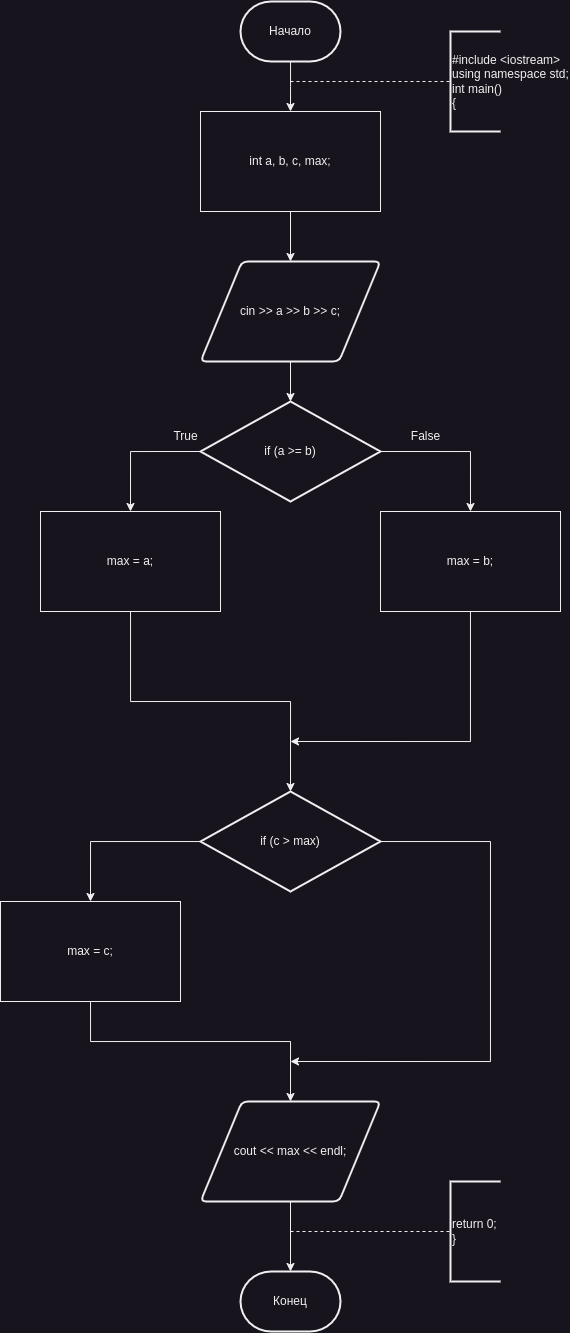 Начало
#include <iostream>
using namespace std;
int main()
{
int a, b, c, max;
cin >> a >> b >> c;
True
if (a >= b)
False
max = a;
max = b;
if (c > max)
max = c;
cout << max << endl;
return 0;
}
Конец